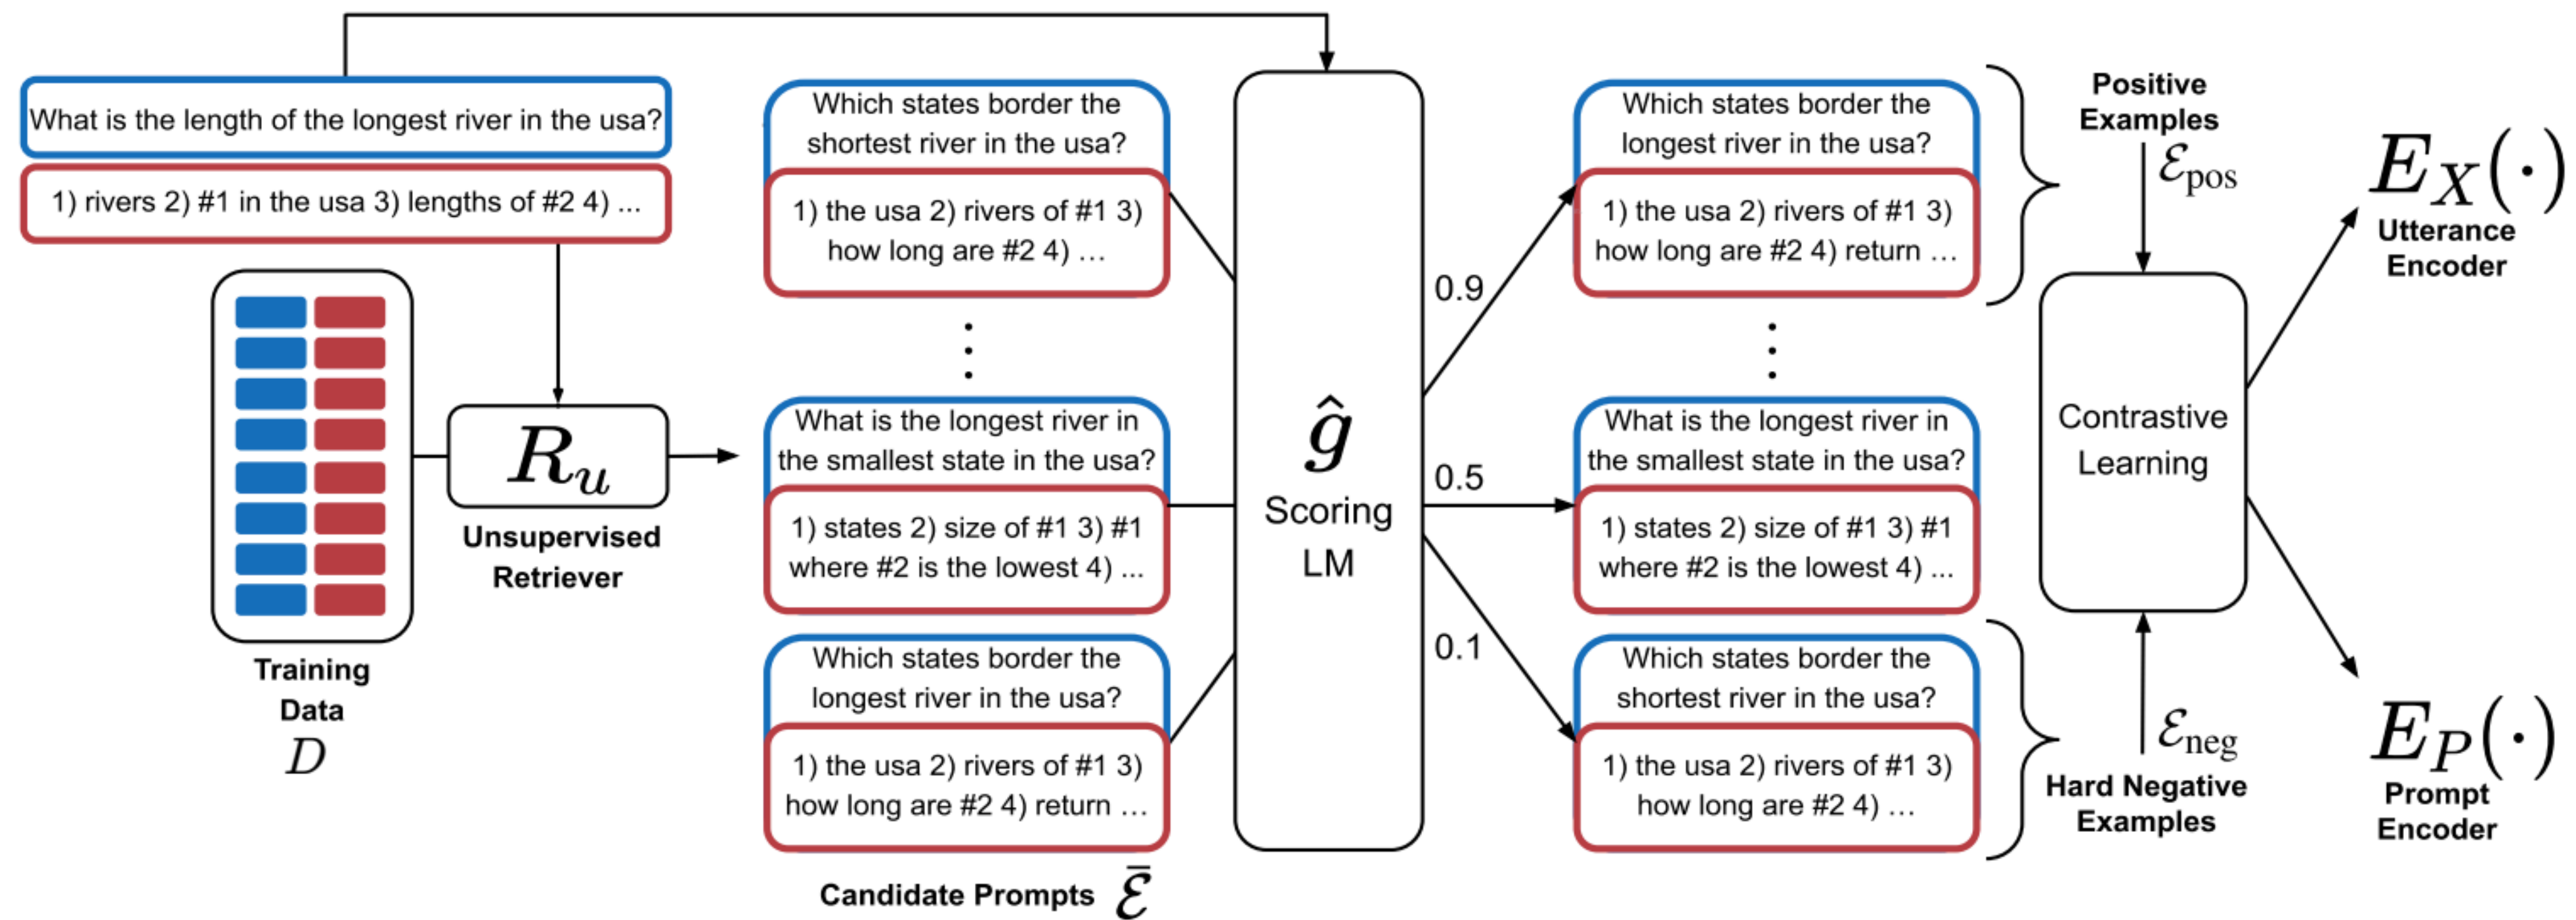 What is the length of the longest river in the usa?
1) rivers 2) #1 in the usa 3) lengths of #2 4) ...
Training
Data
D
R_u
Unsupervised
Retriever
Which states border the
shortest river in the usa?
1) the usa 2) rivers of #1 3)
how long are #2 4) …
What is the longest river in
the smallest state in the usa?
1) states 2) size of #1 3) #1
where #2 is the lowest 4) ...
Which states border the
longest river in the usa?
1) the usa 2) rivers of #1 3)
how long are #2 4) return …
Candidate Prompts ℰ̄
ĝ
Scoring
LM
0.9
0.5
0.1
Which states border the
longest river in the usa?
1) the usa 2) rivers of #1 3)
how long are #2 4) return …
What is the longest river in
the smallest state in the usa?
1) states 2) size of #1 3) #1
where #2 is the lowest 4) ...
Which states border the
shortest river in the usa?
1) the usa 2) rivers of #1 3)
how long are #2 4) …
Positive
Examples
ℰ_pos
Contrastive
Learning
ℰ_neg
Hard Negative
Examples
E_X(·)
Utterance
Encoder
E_P(·)
Prompt
Encoder